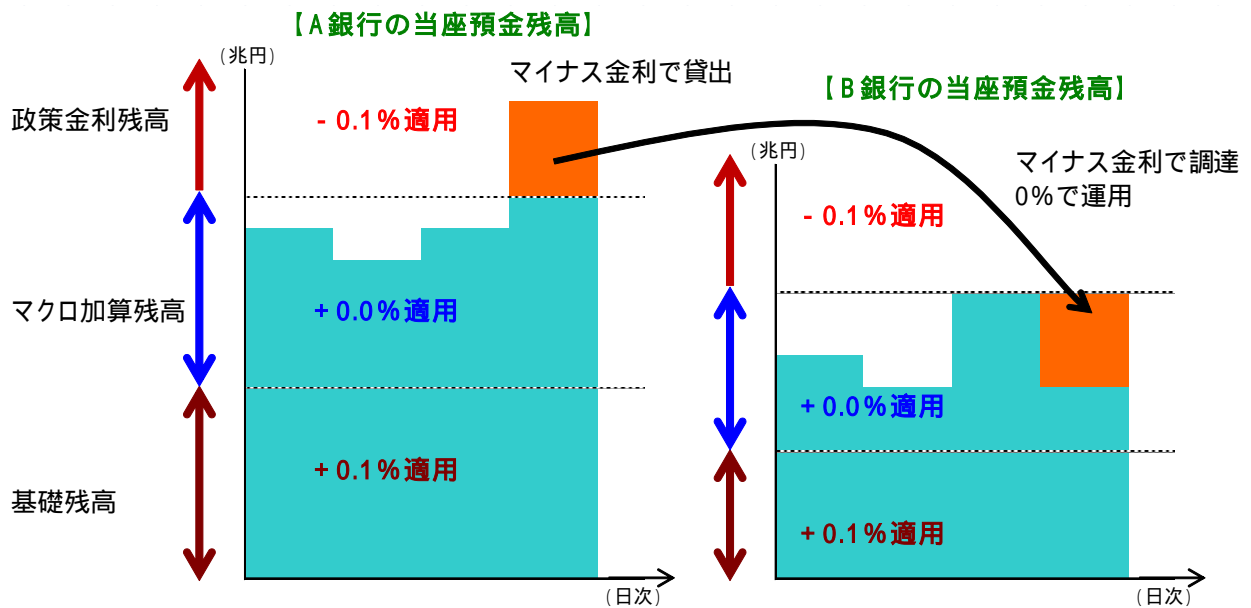 【A銀行の当座預金残高】
(兆円)
マイナス金利で貸出
政策金利残高
- 0.1%適用
マクロ加算残高
+ 0.0%適用
基礎残高
+ 0.1%適用
(日次)
【B銀行の当座預金残高】
(兆円)
マイナス金利で調達
0%で運用
- 0.1%適用
+ 0.0%適用
+ 0.1%適用
(日次)